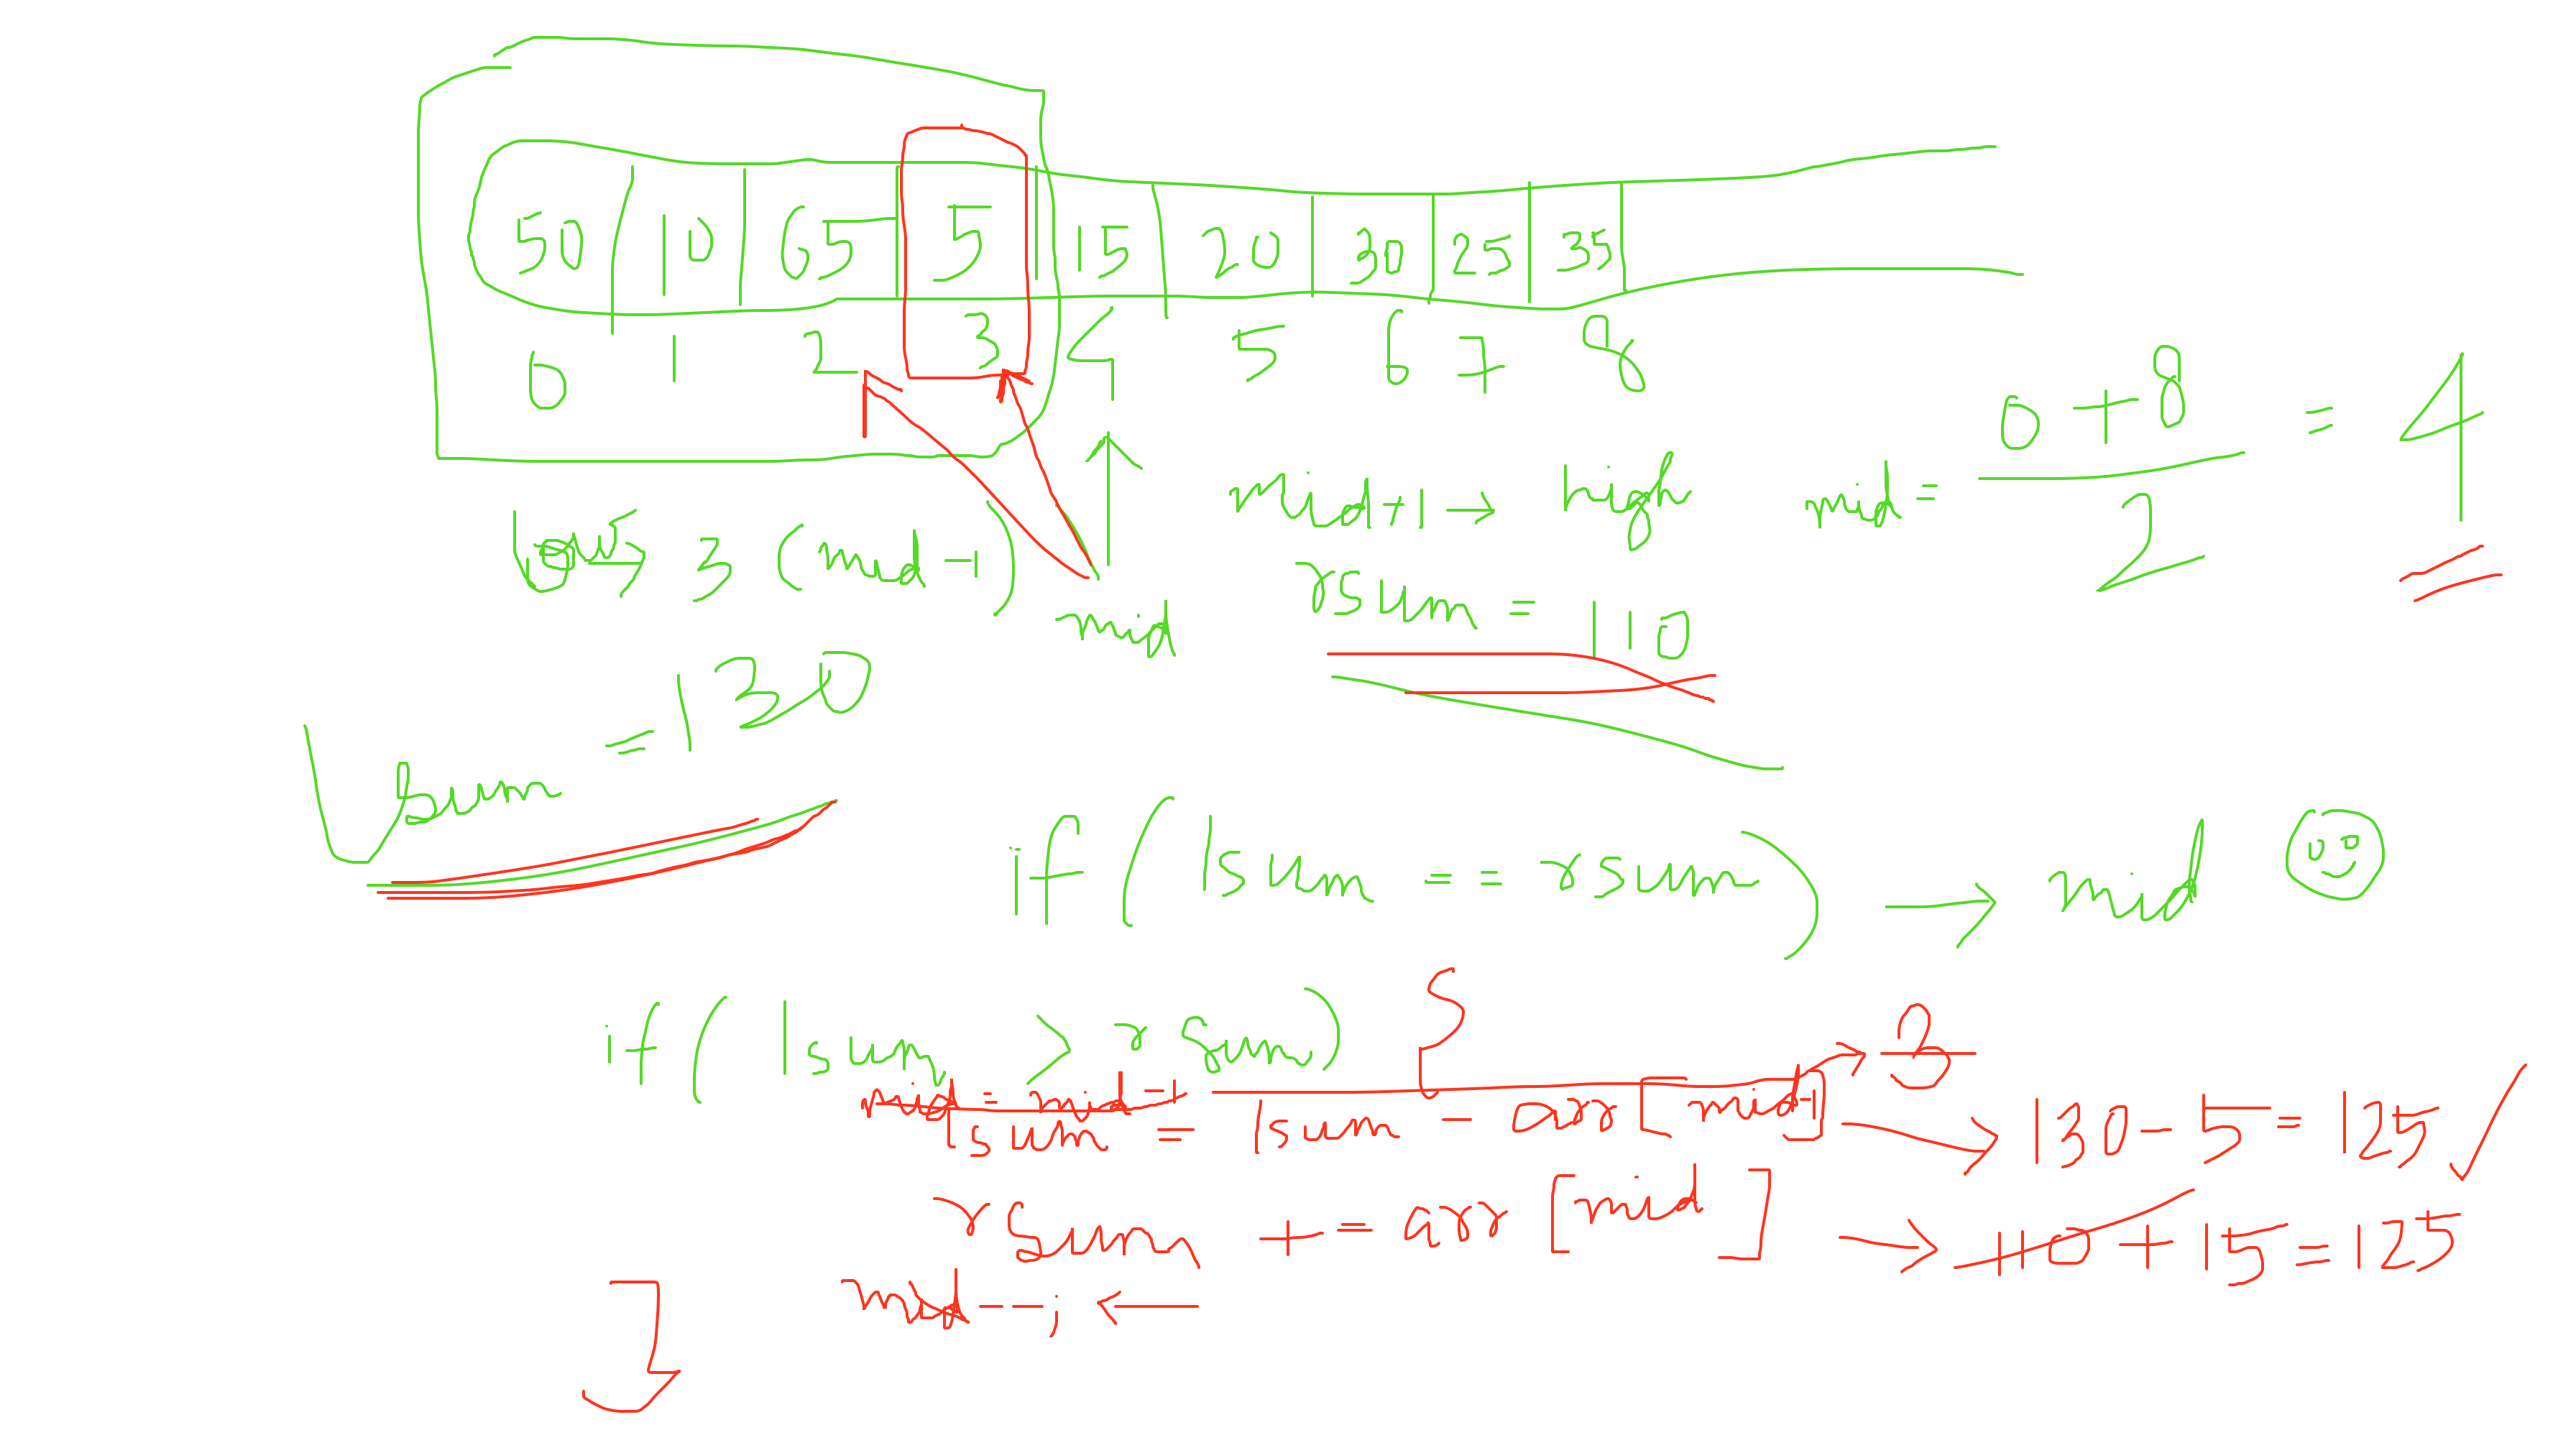 50 10 65 5 15 20 30 25 35
0 1 2 3 4 5 6 7 8
mid = 0 + 8 / 2 = 4
mid+1 → high
→ 3 (mid - 1)
mid
rsum = 110
sum = 130
if ( lsum == rsum ) → mid
if ( lsum > rsum ) {
mid = mid - 1
lsum = lsum - arr [ mid-1 ] → 3
→ 130 - 5 = 125
rsum += arr [ mid ] → 110 + 15 = 125
mid--; ←
}